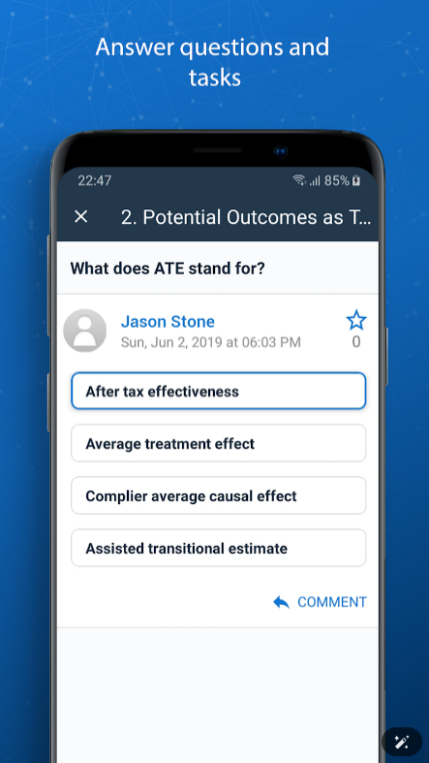 Answer questions and
tasks
22:47
85%
2. Potential Outcomes as T...
What does ATE stand for?
Jason Stone
Sun, Jun 2, 2019 at 06:03 PM
0
After tax effectiveness
Average treatment effect
Complier average causal effect
Assisted transitional estimate
COMMENT